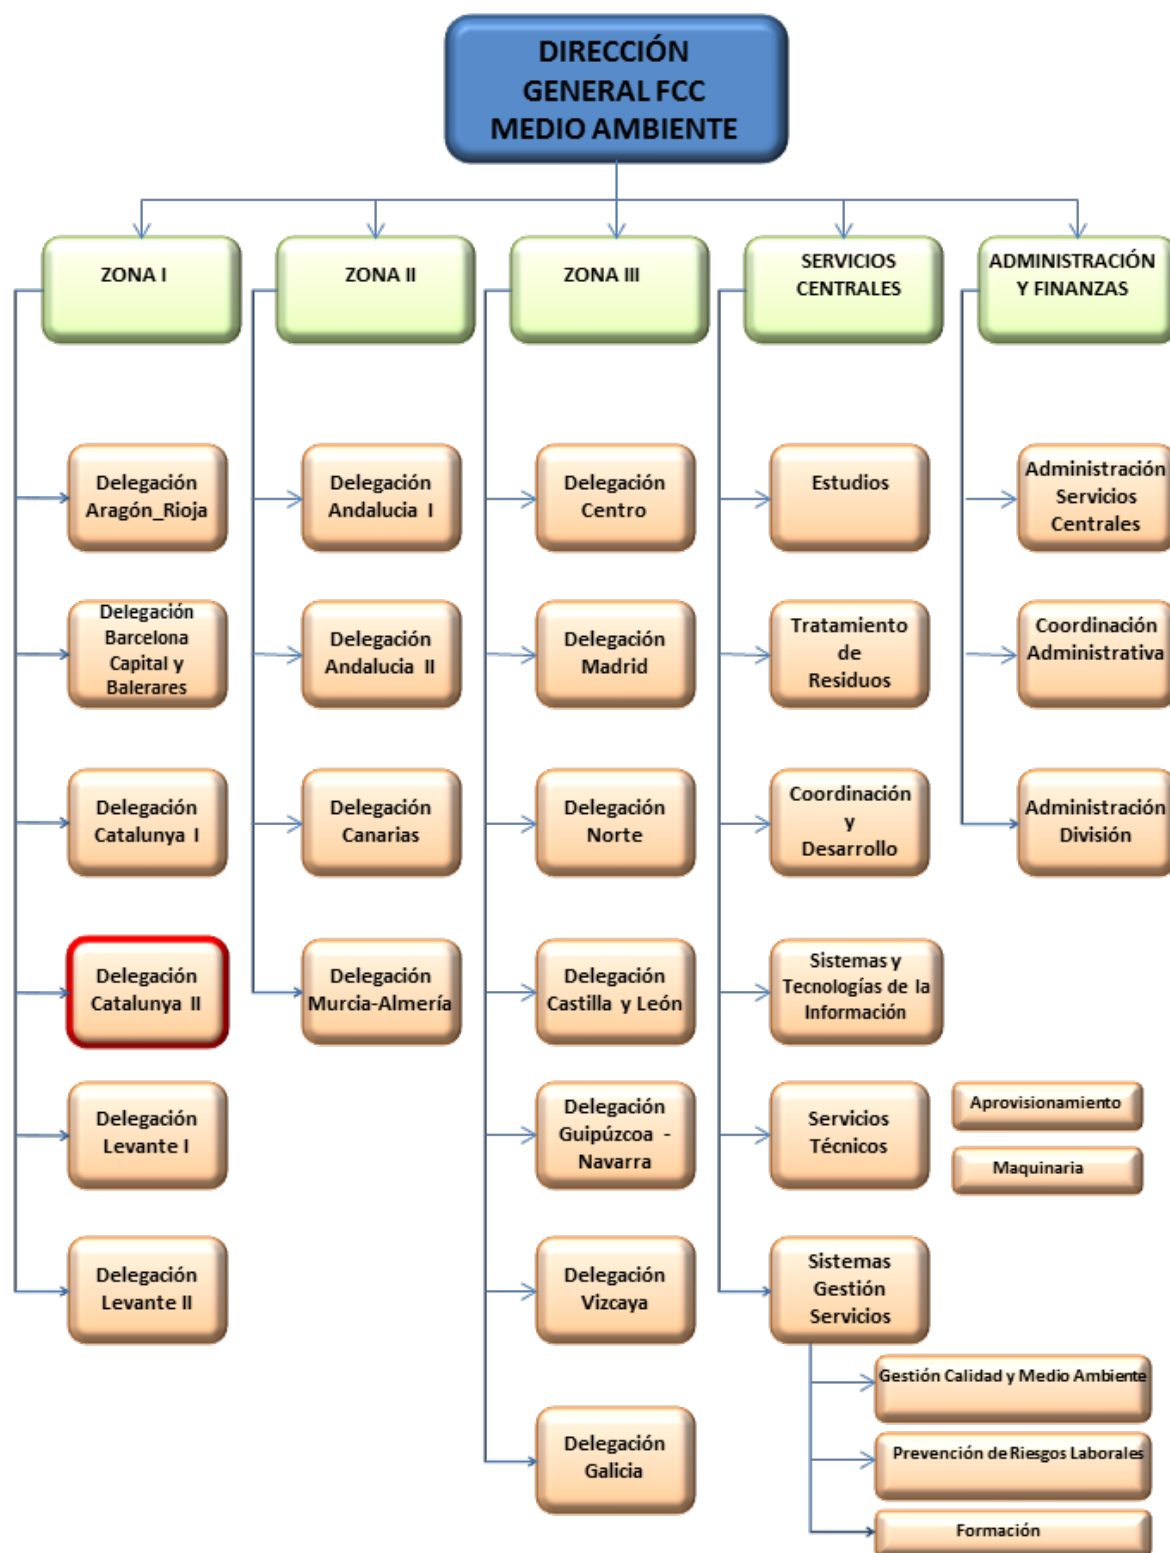 DIRECCIÓN
GENERAL FCC
MEDIO AMBIENTE
ZONA I
ZONA II
ZONA III
SERVICIOS
CENTRALES
ADMINISTRACIÓN
Y FINANZAS
Delegación
Aragón_Rioja
Delegación
Barcelona
Capital y
Balerares
Delegación
Catalunya I
Delegación
Catalunya II
Delegación
Levante I
Delegación
Levante II
Delegación
Andalucia I
Delegación
Andalucia II
Delegación
Canarias
Delegación
Murcia-Almería
Delegación
Centro
Delegación
Madrid
Delegación
Norte
Delegación
Castilla y León
Delegación
Guipúzcoa -
Navarra
Delegación
Vizcaya
Delegación
Galicia
Estudios
Tratamiento
de
Residuos
Coordinación
y
Desarrollo
Sistemas y
Tecnologías de la
Información
Servicios
Técnicos
Aprovisionamiento
Maquinaria
Sistemas
Gestión
Servicios
Gestión Calidad y Medio Ambiente
Prevención de Riesgos Laborales
Formación
Administración
Servicios
Centrales
Coordinación
Administrativa
Administración
División